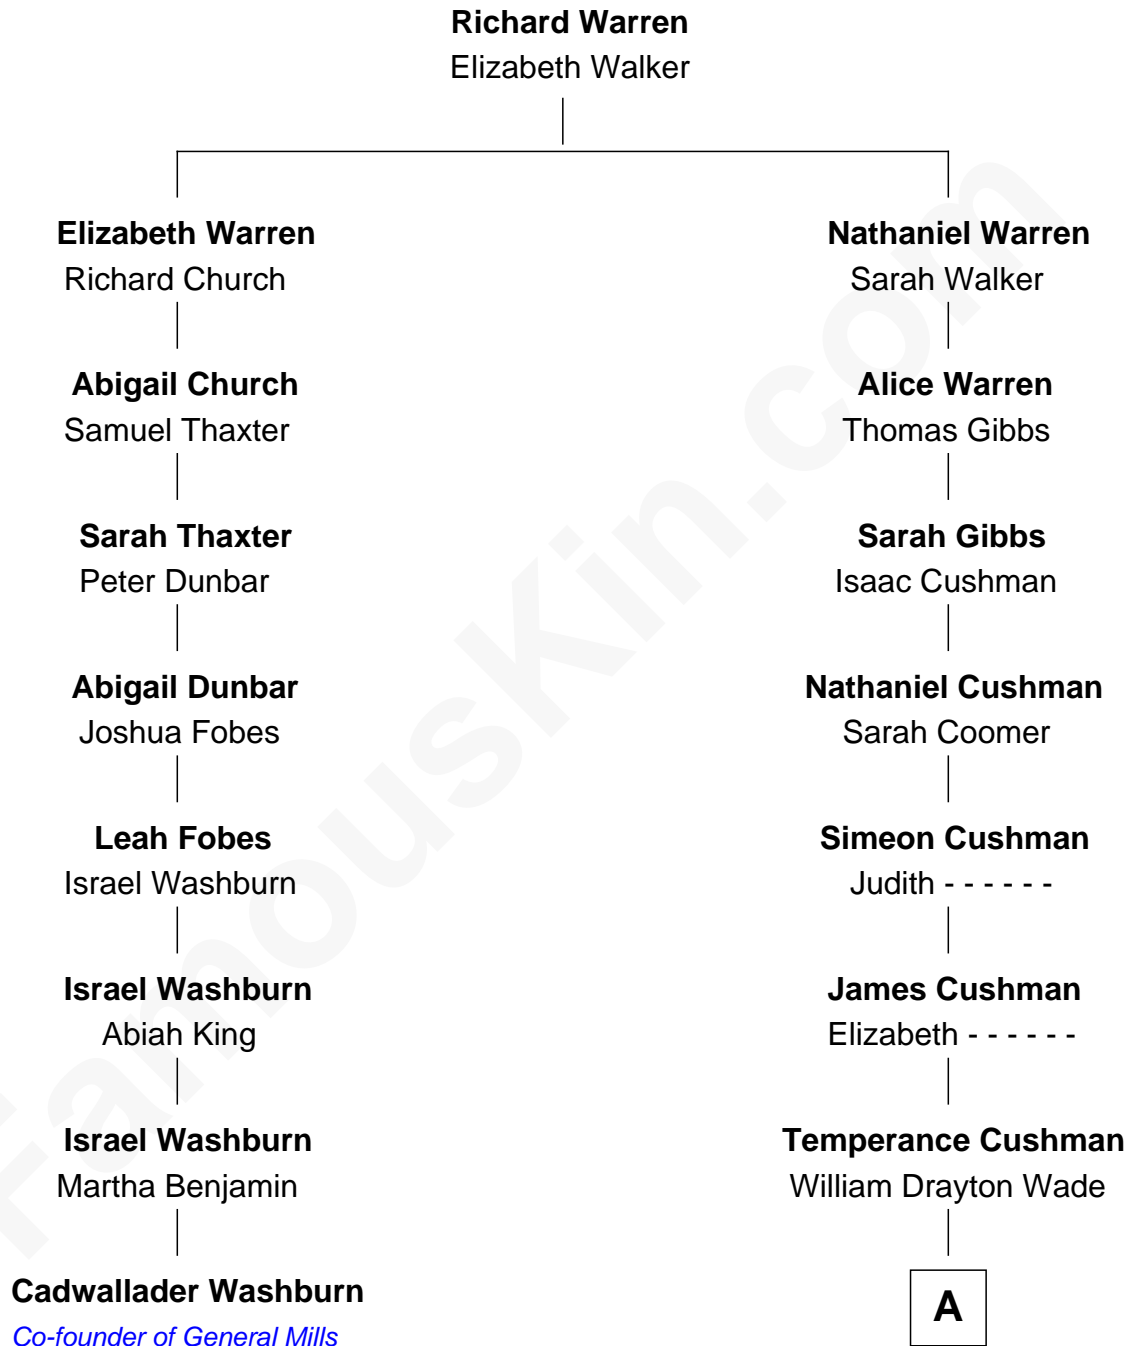 Richard Warren
Elizabeth Walker
Elizabeth Warren
Richard Church
Abigail Church
Samuel Thaxter
Sarah Thaxter
Peter Dunbar
Abigail Dunbar
Joshua Fobes
Leah Fobes
Israel Washburn
Israel Washburn
Abiah King
Israel Washburn
Martha Benjamin
Cadwallader Washburn
Co-founder of General Mills
Nathaniel Warren
Sarah Walker
Alice Warren
Thomas Gibbs
Sarah Gibbs
Isaac Cushman
Nathaniel Cushman
Sarah Coomer
Simeon Cushman
Judith - - - - - -
James Cushman
Elizabeth - - - - - -
Temperance Cushman
William Drayton Wade
A
FamousKin.com